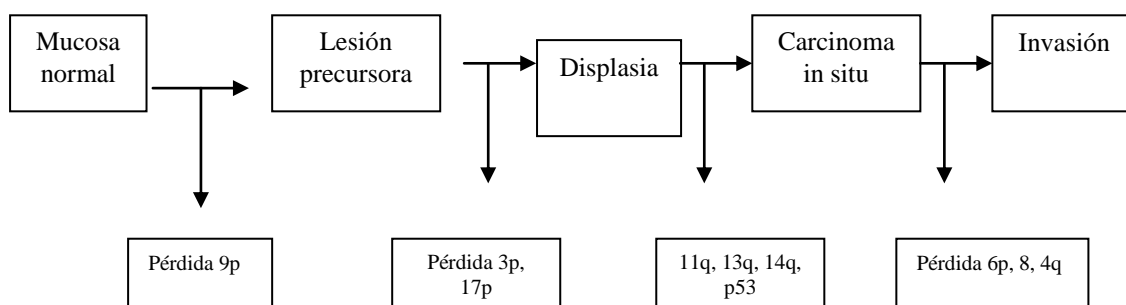 Mucosa
normal
Lesión
precursora
Displasia
Carcinoma
in situ
Invasión
Pérdida 9p
Pérdida 3p,
17p
11q, 13q, 14q,
p53
Pérdida 6p, 8, 4q